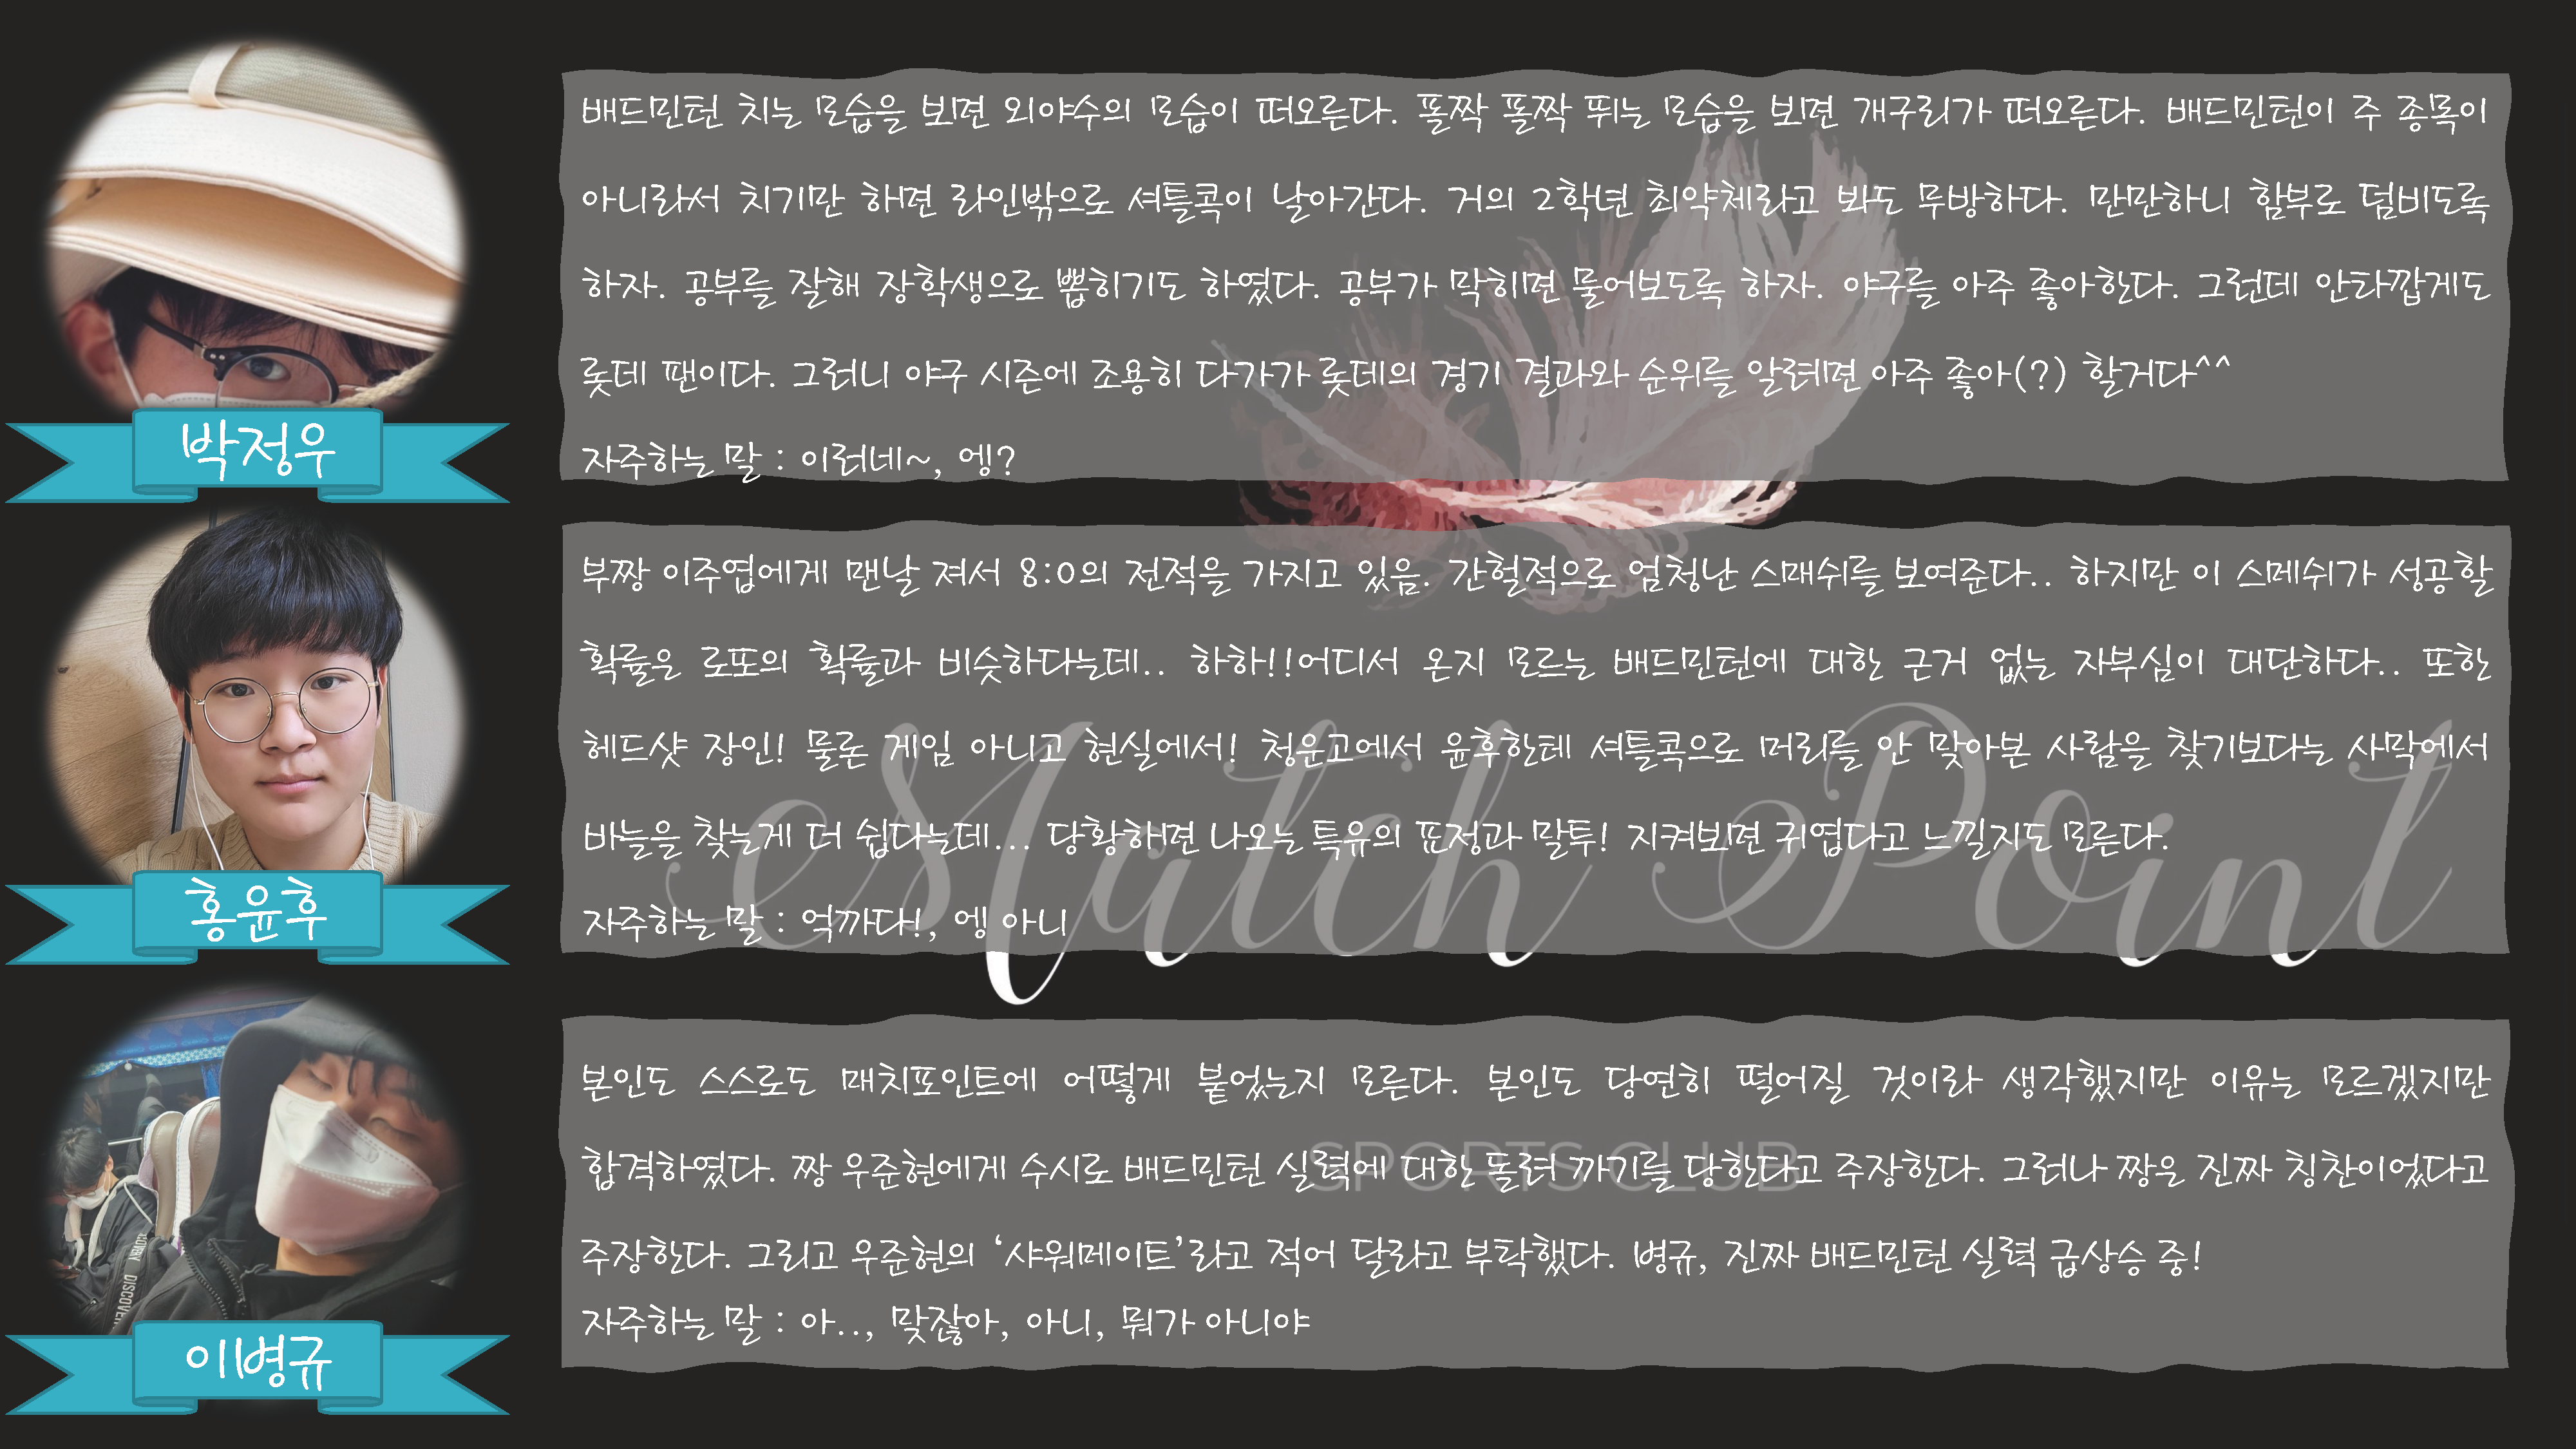 배드민턴 치는 모습을 보면 외야수의 모습이 떠오른다. 폴짝 폴짝 뛰는 모습을 보면 개구리가 떠오른다. 배드민턴이 주 종목이
아니라서 치기만 하면 라인밖으로 셔틀콕이 날아간다. 거의 2학년 최약체라고 봐도 무방하다. 만만하니 함부로 덤비도록
하자. 공부를 잘해 장학생으로 뽑히기도 하였다. 공부가 막히면 물어보도록 하자. 야구를 아주 좋아한다. 그런데 안타깝게도
롯데 팬이다. 그러니 야구 시즌에 조용히 다가가 롯데의 경기 결과와 순위를 알려면 아주 좋아(?) 할거다^^
자주하는 말 : 이러네~, 엥?
박정우
부짱 이주엽에게 맨날 져서 8:0의 전적을 가지고 있음. 간헐적으로 엄청난 스매쉬를 보여준다.. 하지만 이 스메쉬가 성공할
확률은 로또의 확률과 비슷하다는데.. 하하!!어디서 온지 모르는 배드민턴에 대한 근거 없는 자부심이 대단하다.. 또한
헤드샷 장인! 물론 게임 아니고 현실에서! 청운고에서 윤후한테 셔틀콕으로 머리를 안 맞아본 사람을 찾기보다는 사막에서
바늘을 찾는게 더 쉽다는데... 당황하면 나오는 특유의 표정과 말투! 지켜보면 귀엽다고 느낄지도 모른다.
자주하는 말 : 억까다!, 엥 아니
홍윤후
Match Point
본인도 스스로도 매치포인트에 어떻게 붙었는지 모른다. 본인도 당연히 떨어질 것이라 생각했지만 이유는 모르겠지만
합격하였다. 짱 우준현에게 수시로 배드민턴 실력에 대한 돌려 까기를 당한다고 주장한다. 그러나 짱은 진짜 칭찬이었다고
주장한다. 그리고 우준현의 ‘샤워메이트’라고 적어 달라고 부탁했다. 병규, 진짜 배드민턴 실력 급상승 중!
자주하는 말 : 아.., 맞잖아, 아니, 뭐가 아니야
이병규
SPORTS CLUB